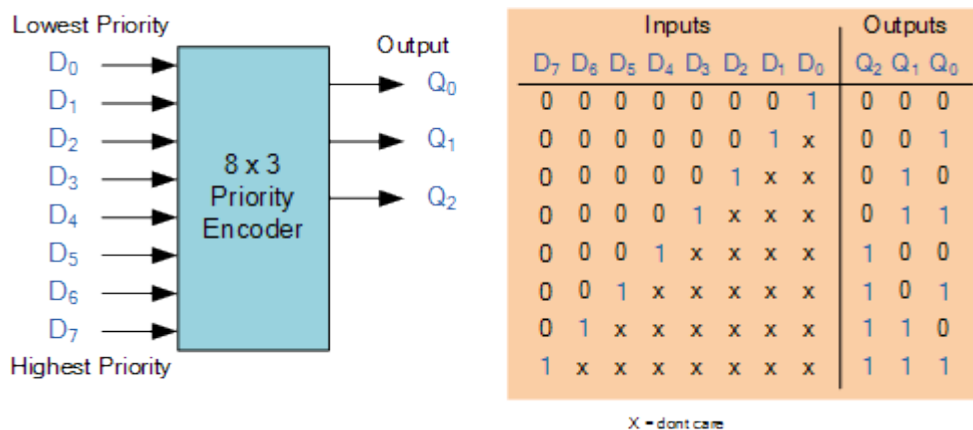 Lowest Priority
D₀
D₁
D₂
D₃
D₄
D₅
D₆
D₇
Highest Priority
8 x 3
Priority
Encoder
Output
Q₀
Q₁
Q₂
Inputs Outputs
D₇ D₆ D₅ D₄ D₃ D₂ D₁ D₀ Q₂ Q₁ Q₀
0 0 0 0 0 0 0 1 0 0 0
0 0 0 0 0 0 1 x 0 0 1
0 0 0 0 0 1 x x 0 1 0
0 0 0 0 1 x x x 0 1 1
0 0 0 1 x x x x 1 0 0
0 0 1 x x x x x 1 0 1
0 1 x x x x x x 1 1 0
1 x x x x x x x 1 1 1
X = dont care